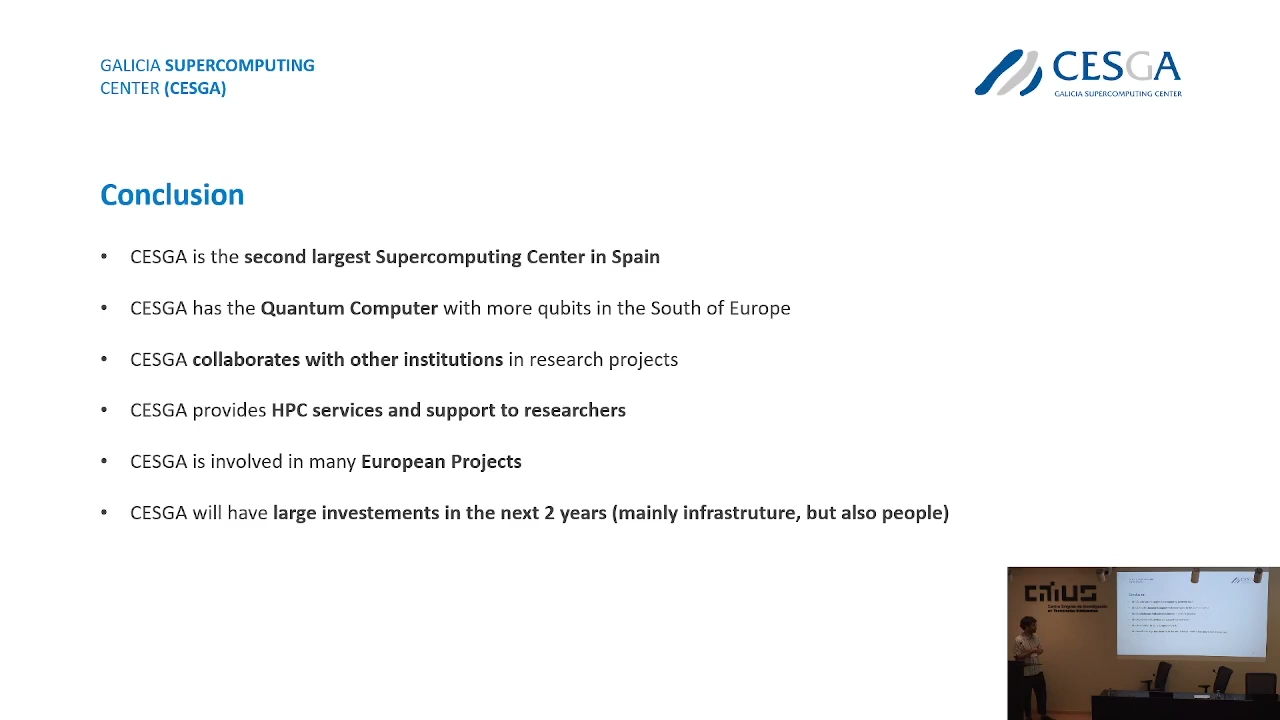 GALICIA SUPERCOMPUTING
CENTER (CESGA)
CESGA
GALICIA SUPERCOMPUTING CENTER
Conclusion
• CESGA is the second largest Supercomputing Center in Spain
• CESGA has the Quantum Computer with more qubits in the South of Europe
• CESGA collaborates with other institutions in research projects
• CESGA provides HPC services and support to researchers
• CESGA is involved in many European Projects
• CESGA will have large investements in the next 2 years (mainly infrastruture, but also people)
CiTIUS